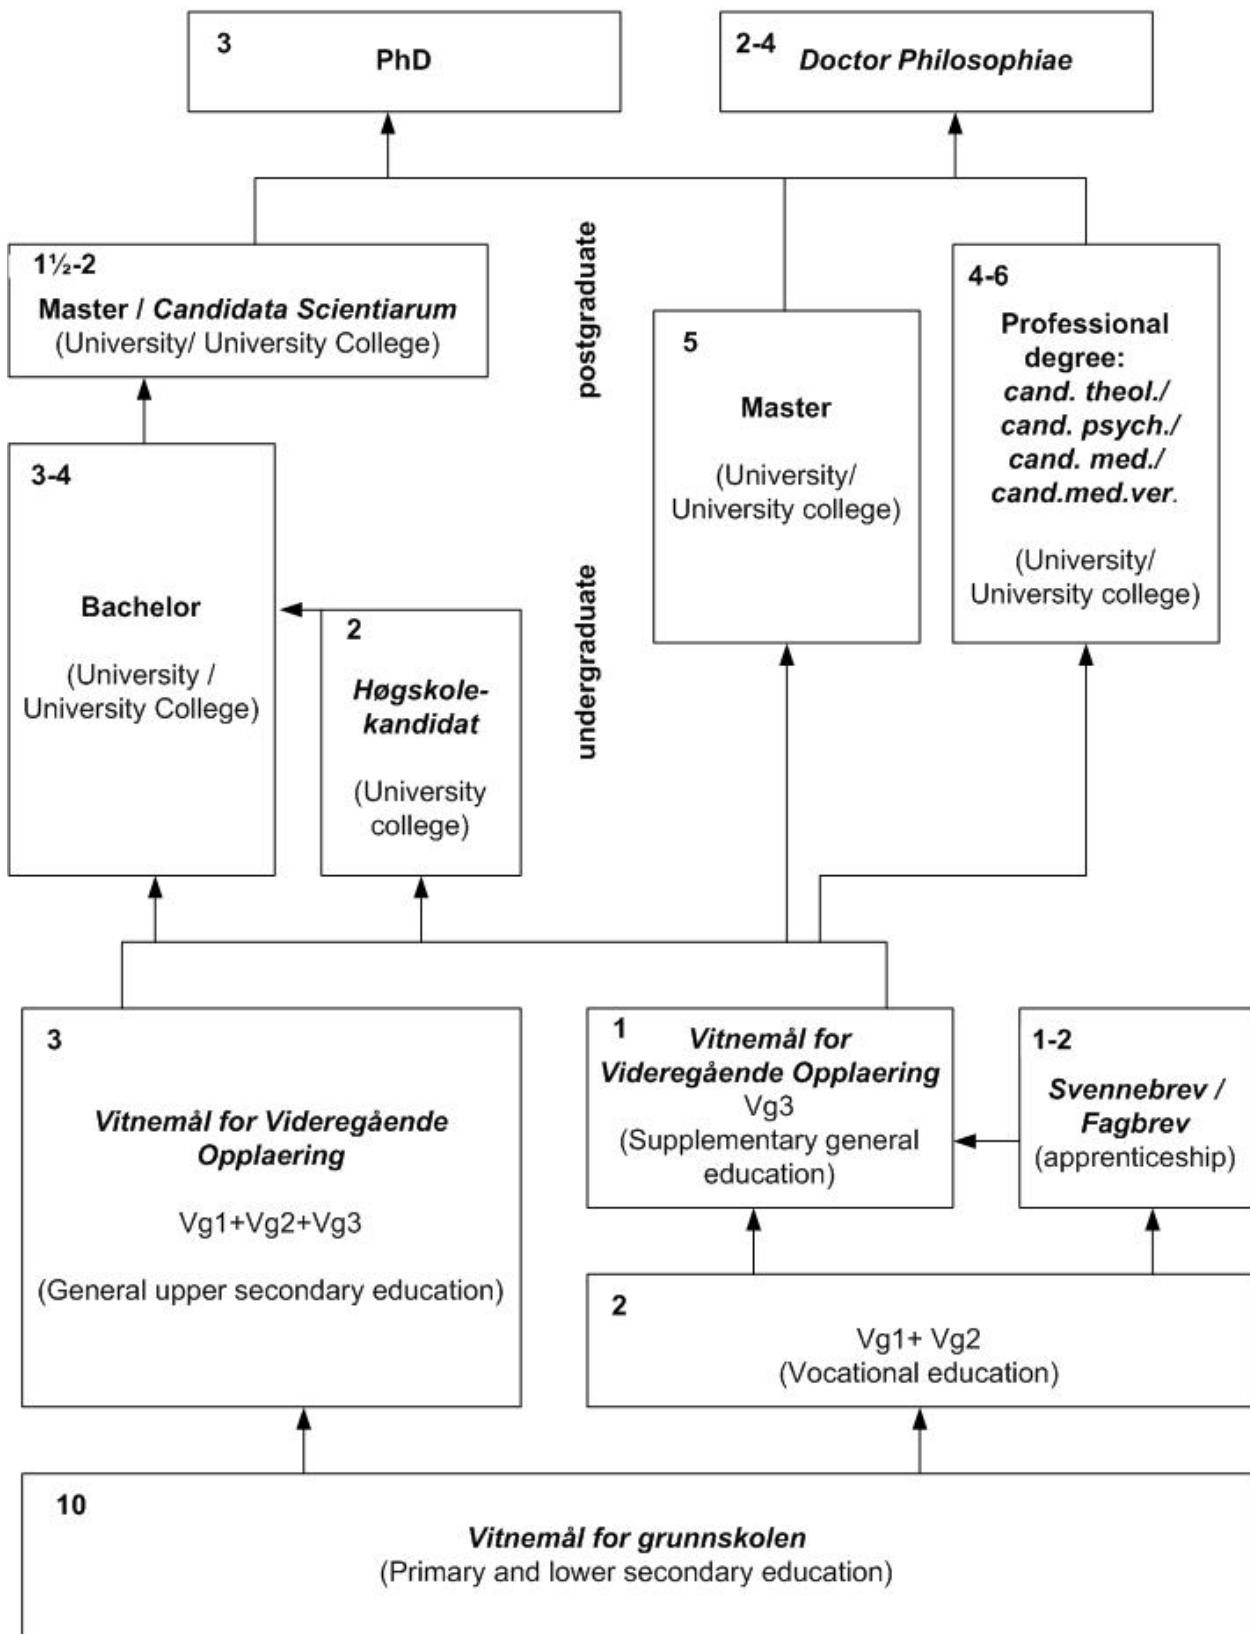 3
PhD
2-4
Doctor Philosophiae
1½-2
Master / Candidata Scientiarum
(University/ University College)
postgraduate
5
Master
(University/
University college)
4-6
Professional
degree:
cand. theol./
cand. psych./
cand. med./
cand.med.ver.
(University/
University college)
3-4
Bachelor
(University /
University College)
2
Høgskole-
kandidat
(University
college)
undergraduate
3
Vitnemål for Videregående
Opplaering
Vg1+Vg2+Vg3
(General upper secondary education)
1
Vitnemål for
Videregående Opplaering
Vg3
(Supplementary general
education)
1-2
Svennebrev /
Fagbrev
(apprenticeship)
2
Vg1+ Vg2
(Vocational education)
10
Vitnemål for grunnskolen
(Primary and lower secondary education)